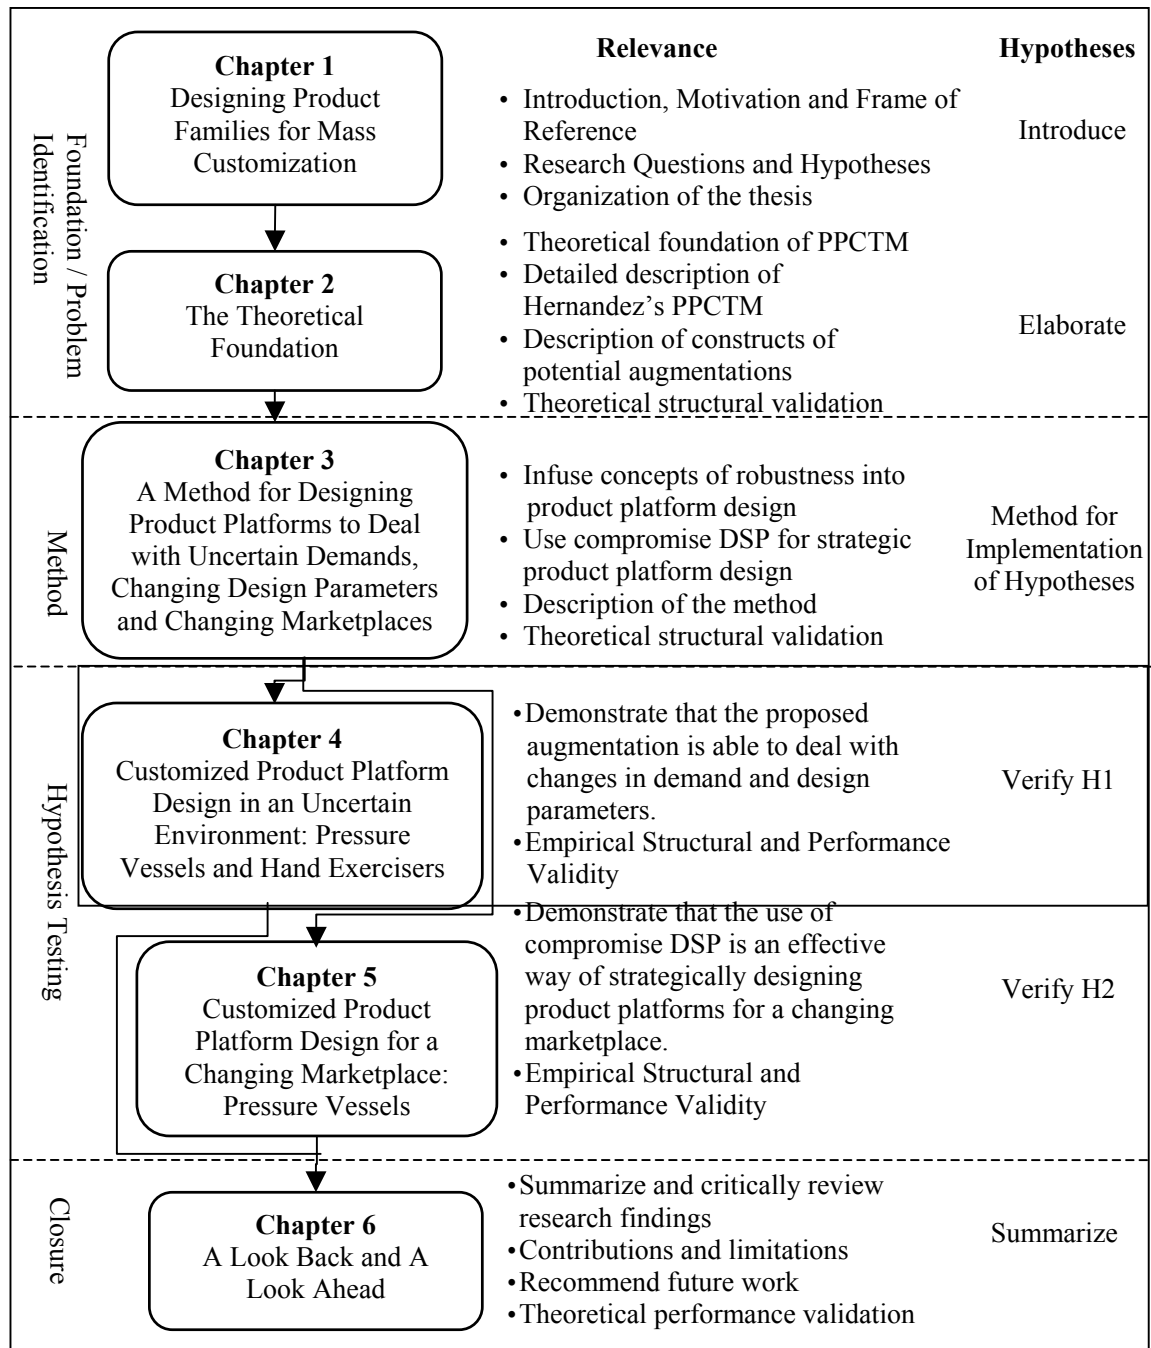 Relevance
Hypotheses
Foundation / Problem
Identification
Chapter 1
Designing Product
Families for Mass
Customization
• Introduction, Motivation and Frame of
Reference
• Research Questions and Hypotheses
• Organization of the thesis
Introduce
Chapter 2
The Theoretical
Foundation
• Theoretical foundation of PPCTM
• Detailed description of
Hernandez’s PPCTM
• Description of constructs of
potential augmentations
• Theoretical structural validation
Elaborate
Method
Chapter 3
A Method for Designing
Product Platforms to Deal
with Uncertain Demands,
Changing Design Parameters
and Changing Marketplaces
• Infuse concepts of robustness into
product platform design
• Use compromise DSP for strategic
product platform design
• Description of the method
• Theoretical structural validation
Method for
Implementation
of Hypotheses
Hypothesis Testing
Chapter 4
Customized Product Platform
Design in an Uncertain
Environment: Pressure
Vessels and Hand Exercisers
•Demonstrate that the proposed
augmentation is able to deal with
changes in demand and design
parameters.
•Empirical Structural and Performance
Validity
Verify H1
Chapter 5
Customized Product
Platform Design for a
Changing Marketplace:
Pressure Vessels
•Demonstrate that the use of
compromise DSP is an effective
way of strategically designing
product platforms for a changing
marketplace.
•Empirical Structural and
Performance Validity
Verify H2
Closure
Chapter 6
A Look Back and A
Look Ahead
•Summarize and critically review
research findings
•Contributions and limitations
•Recommend future work
•Theoretical performance validation
Summarize